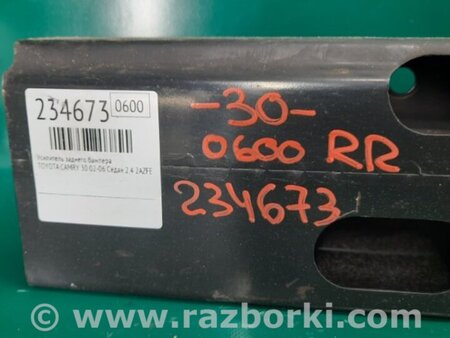 234673 0600
Усилитель заднего бампера
TOYOTA CAMRY 30 02-06 Седан 2.4 2AZFE
-30-
0600 RR
234673
© www.razborki.com